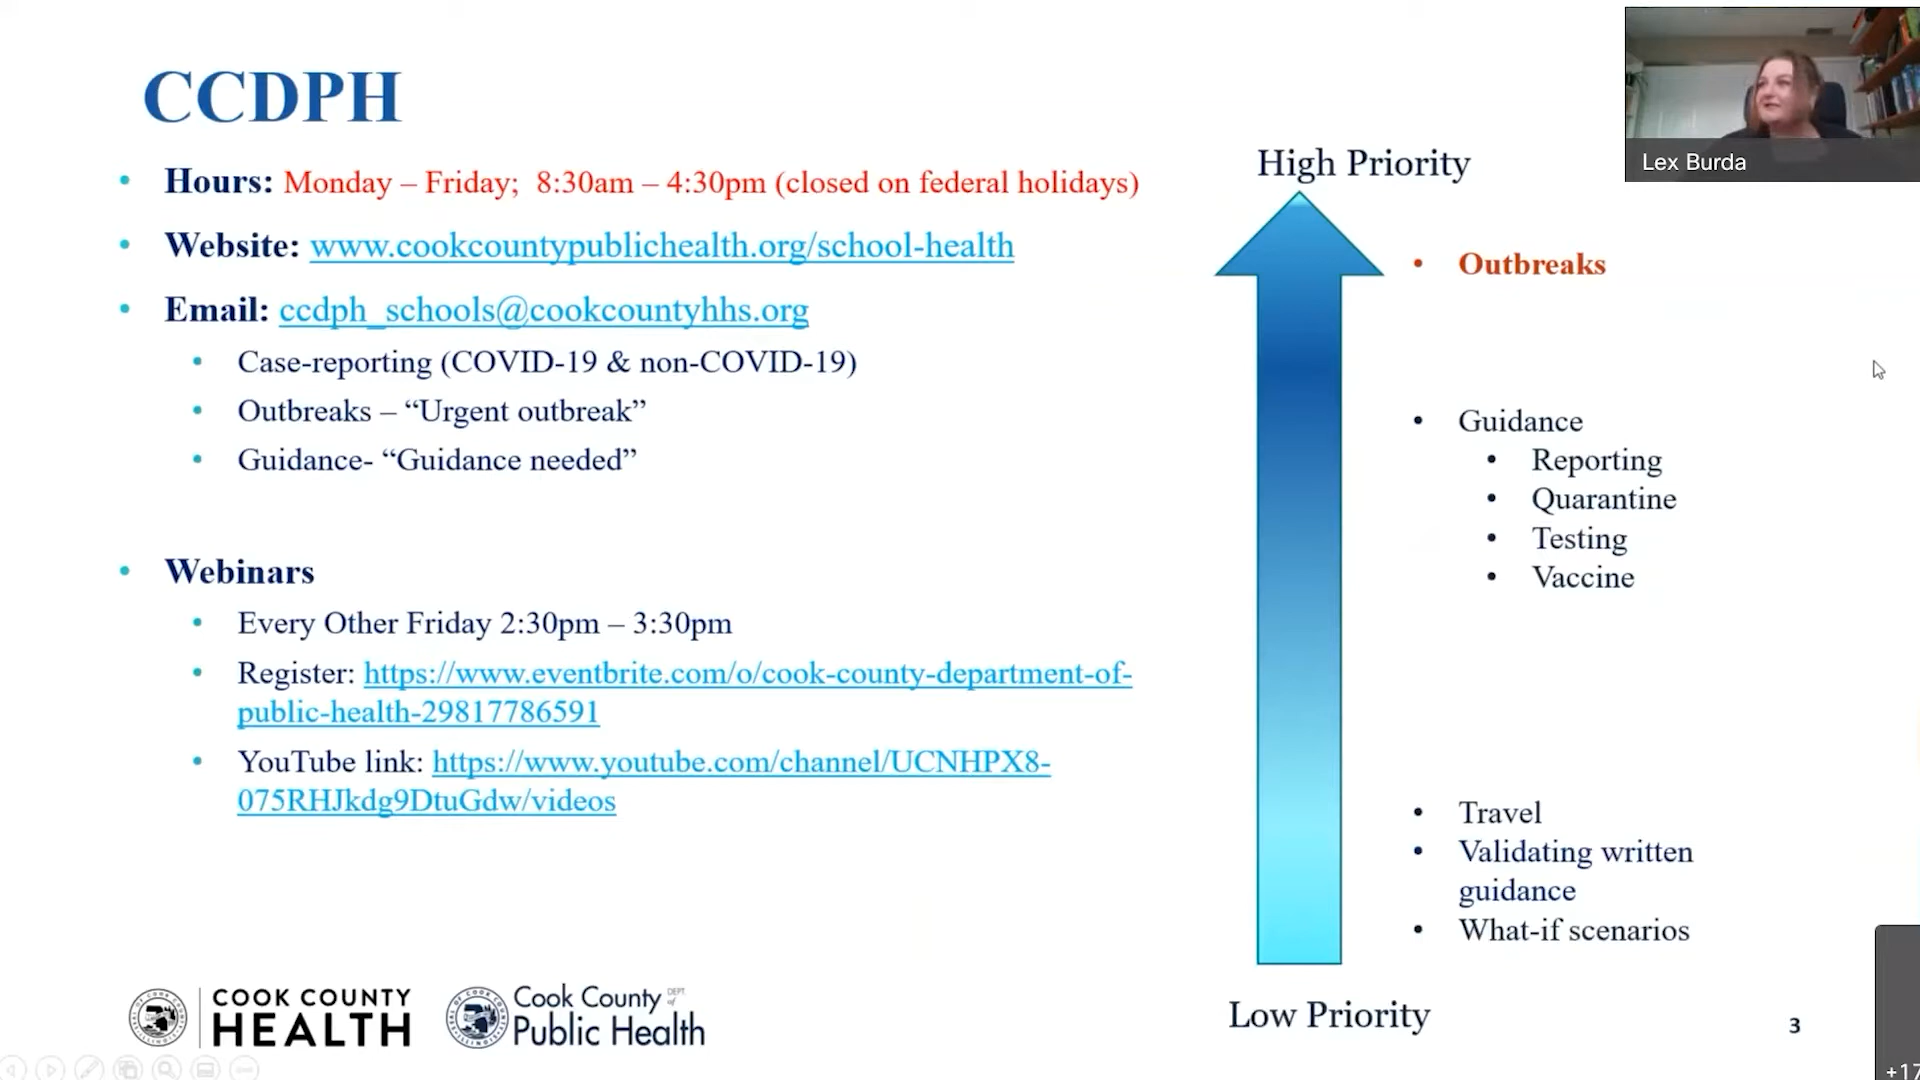 CCDPH
Hours: Monday – Friday; 8:30am – 4:30pm (closed on federal holidays)
Website: www.cookcountypublichealth.org/school-health
Email: ccdph_schools@cookcountyhhs.org
Case-reporting (COVID-19 & non-COVID-19)
Outbreaks – “Urgent outbreak”
Guidance- “Guidance needed”
Webinars
Every Other Friday 2:30pm – 3:30pm
Register: https://www.eventbrite.com/o/cook-county-department-of-
public-health-29817786591
YouTube link: https://www.youtube.com/channel/UCNHPX8-
075RHJkdg9DtuGdw/videos
High Priority
Outbreaks
Guidance
Reporting
Quarantine
Testing
Vaccine
Travel
Validating written
guidance
What-if scenarios
Low Priority
Lex Burda
COOK COUNTY
HEALTH
Cook County DEPT. of
Public Health
3
+17